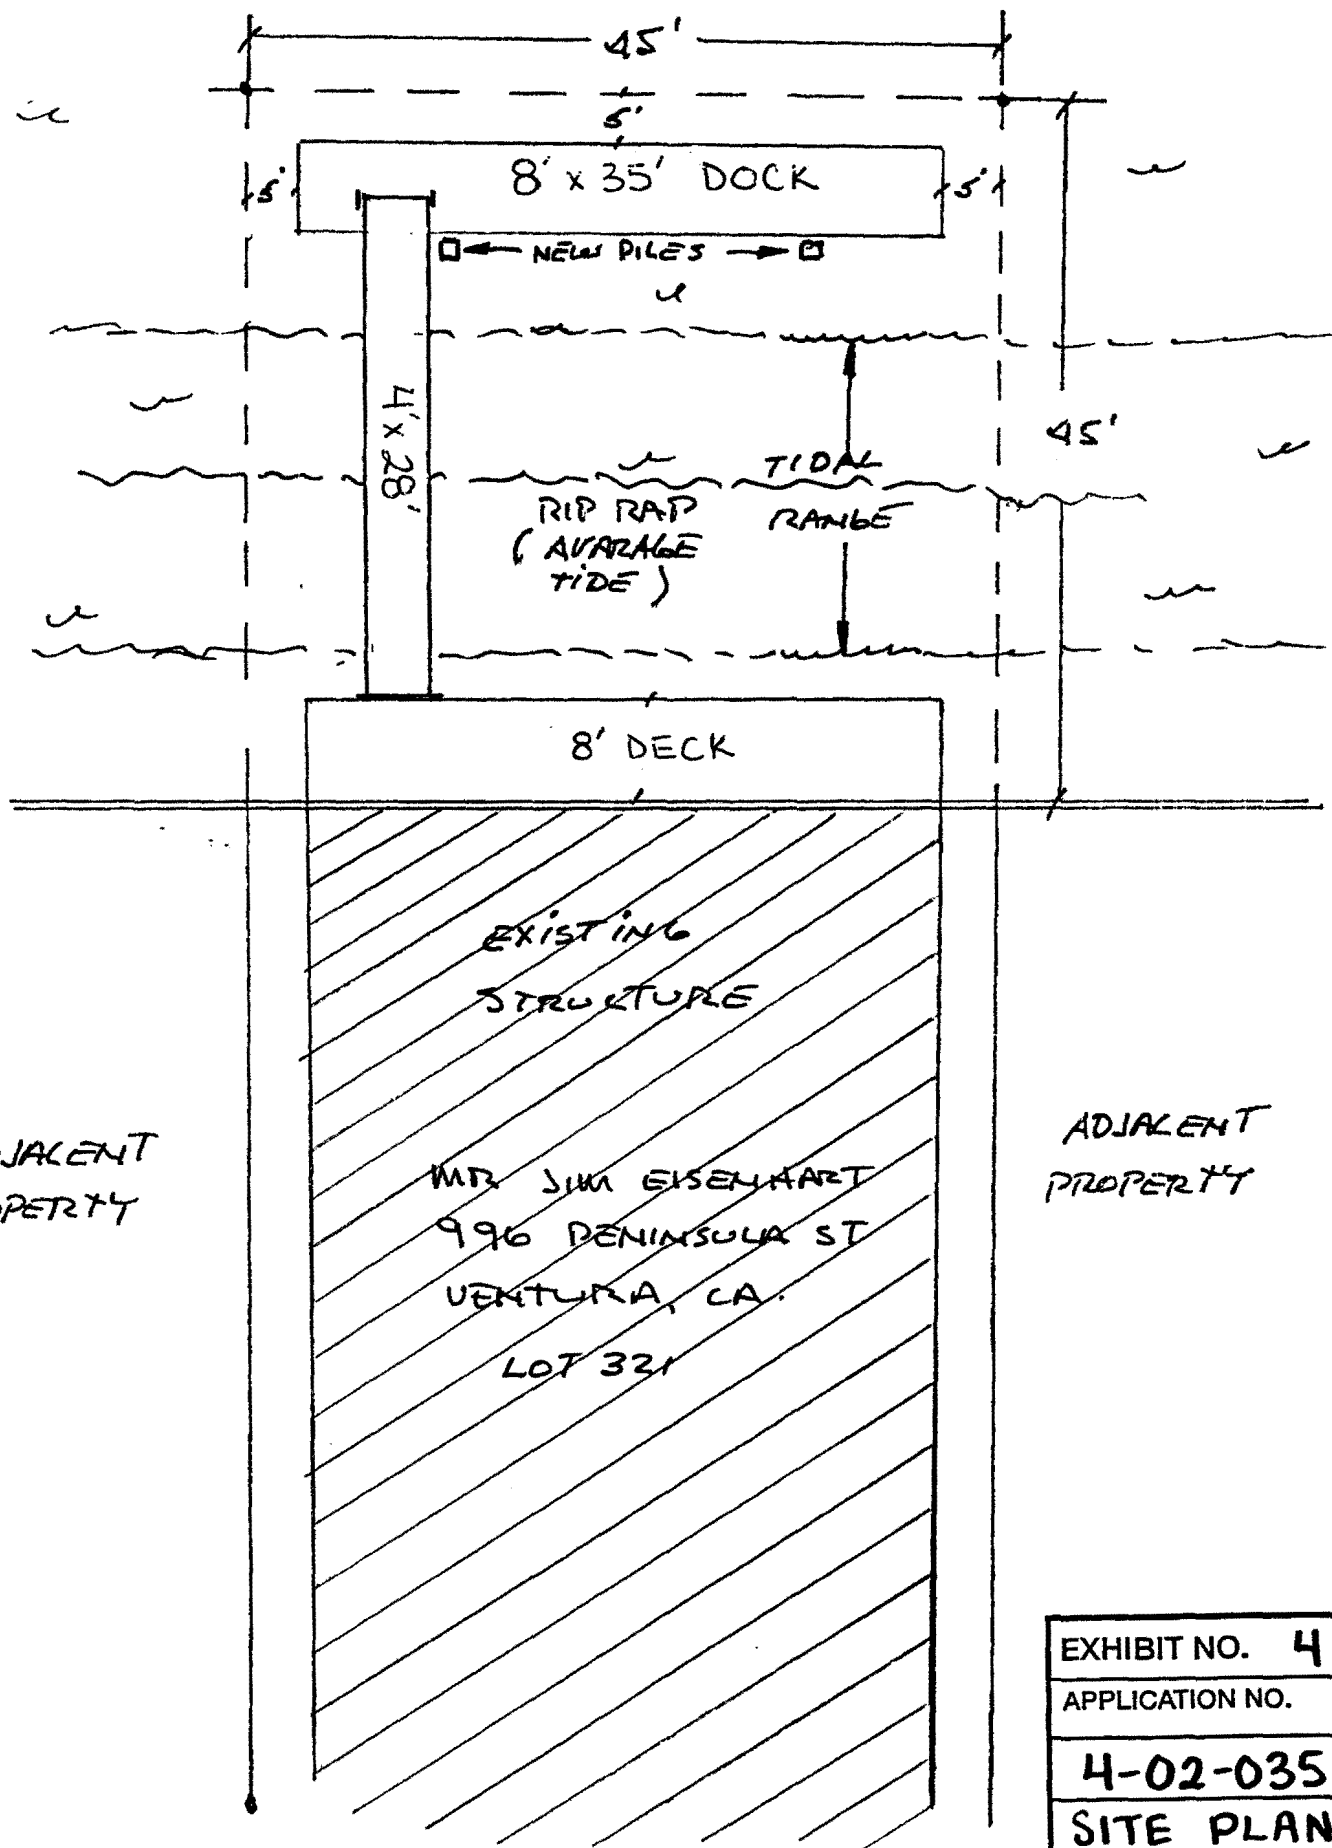 45'
5'
8' x 35' DOCK
5'
5'
NEW PILES
4' x 28'
45'
TIDAL
RANGE
RIP RAP
( AVARAGE
TIDE )
8' DECK
EXISTING
STRUCTURE
JACENT
OPERTY
ADJACENT
PROPERTY
MR JIM EISENHART
996 PENINSULA ST
VENTURA, CA.
LOT 321
EXHIBIT NO. 4
APPLICATION NO.
4-02-035
SITE PLAN